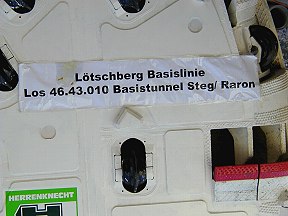 Lötschberg Basislinie
Los 46.43.010 Basistunnel Steg/ Raron
HERRENKNECHT